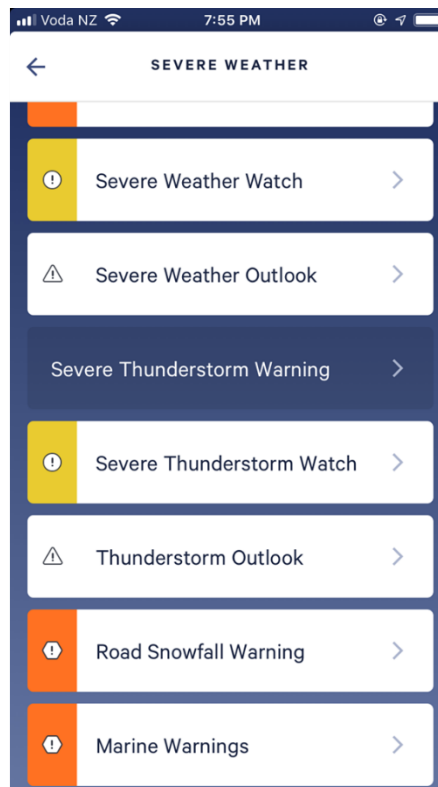 Voda NZ 7:55 PM
SEVERE WEATHER
Severe Weather Watch
Severe Weather Outlook
Severe Thunderstorm Warning
Severe Thunderstorm Watch
Thunderstorm Outlook
Road Snowfall Warning
Marine Warnings